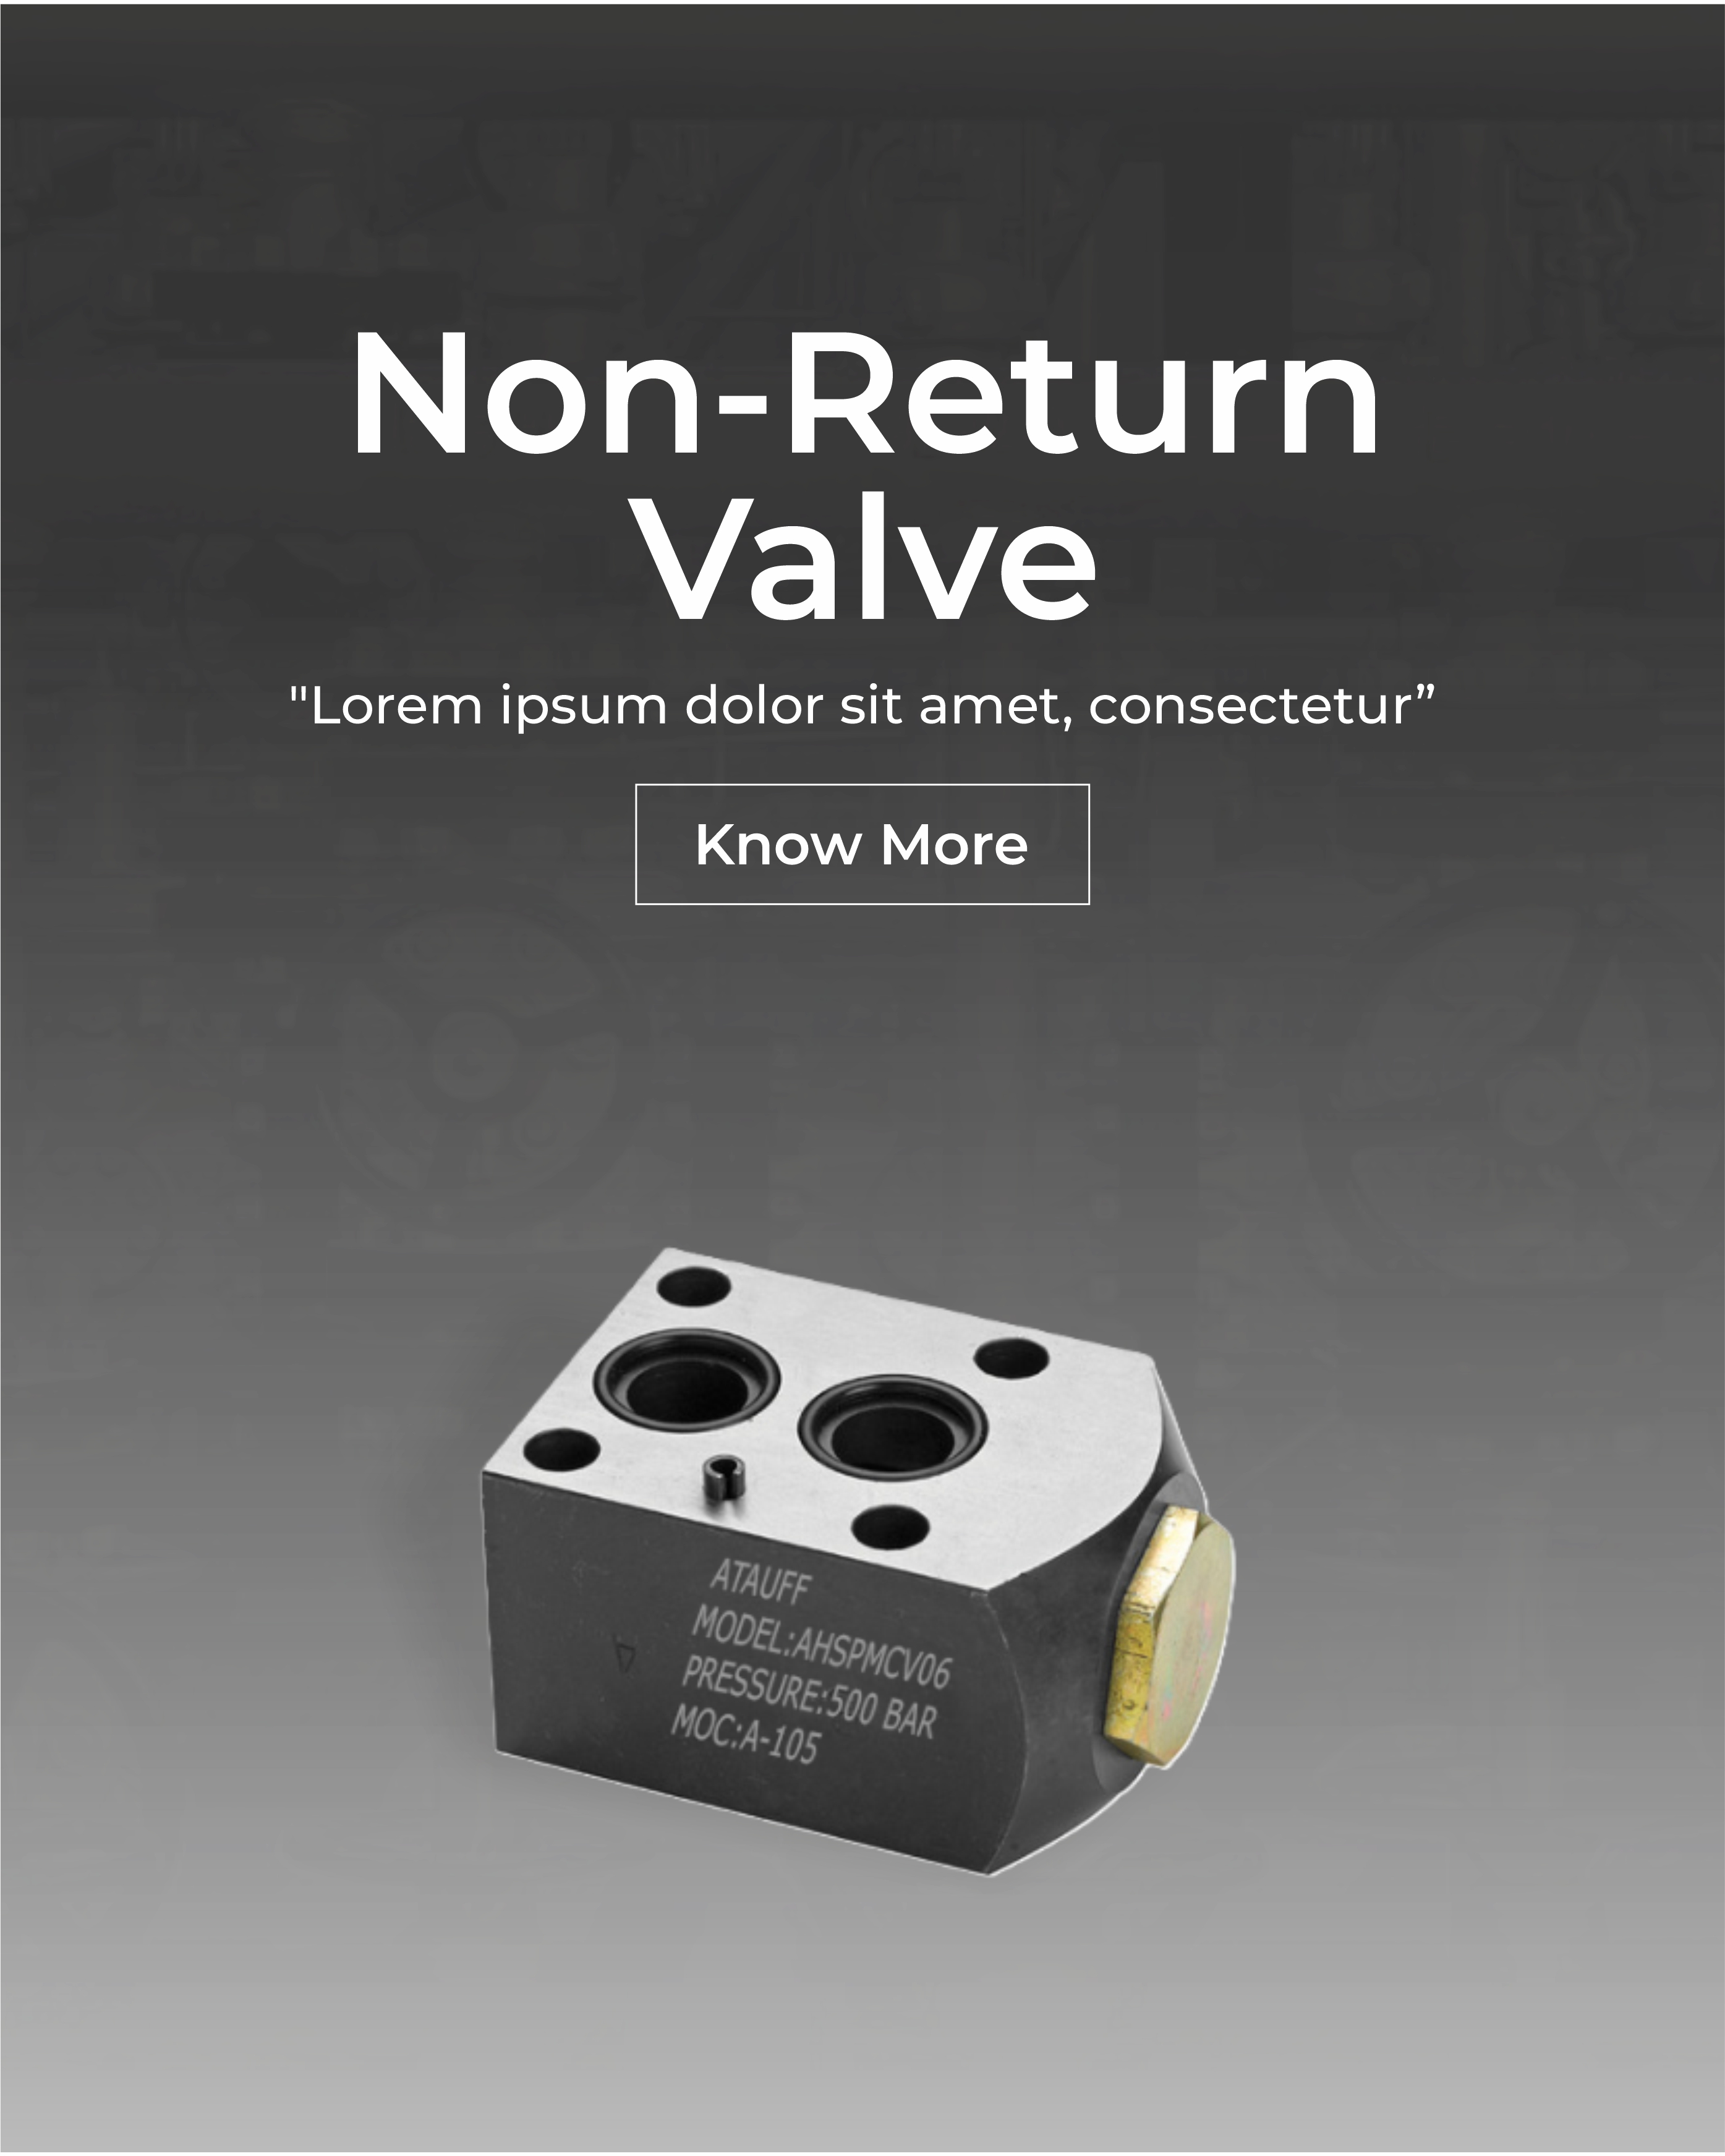 Non-Return
Valve
"Lorem ipsum dolor sit amet, consectetur”
Know More
ATAUFF
MODEL:AHSPMCV06
PRESSURE:500 BAR
MOC:A-105